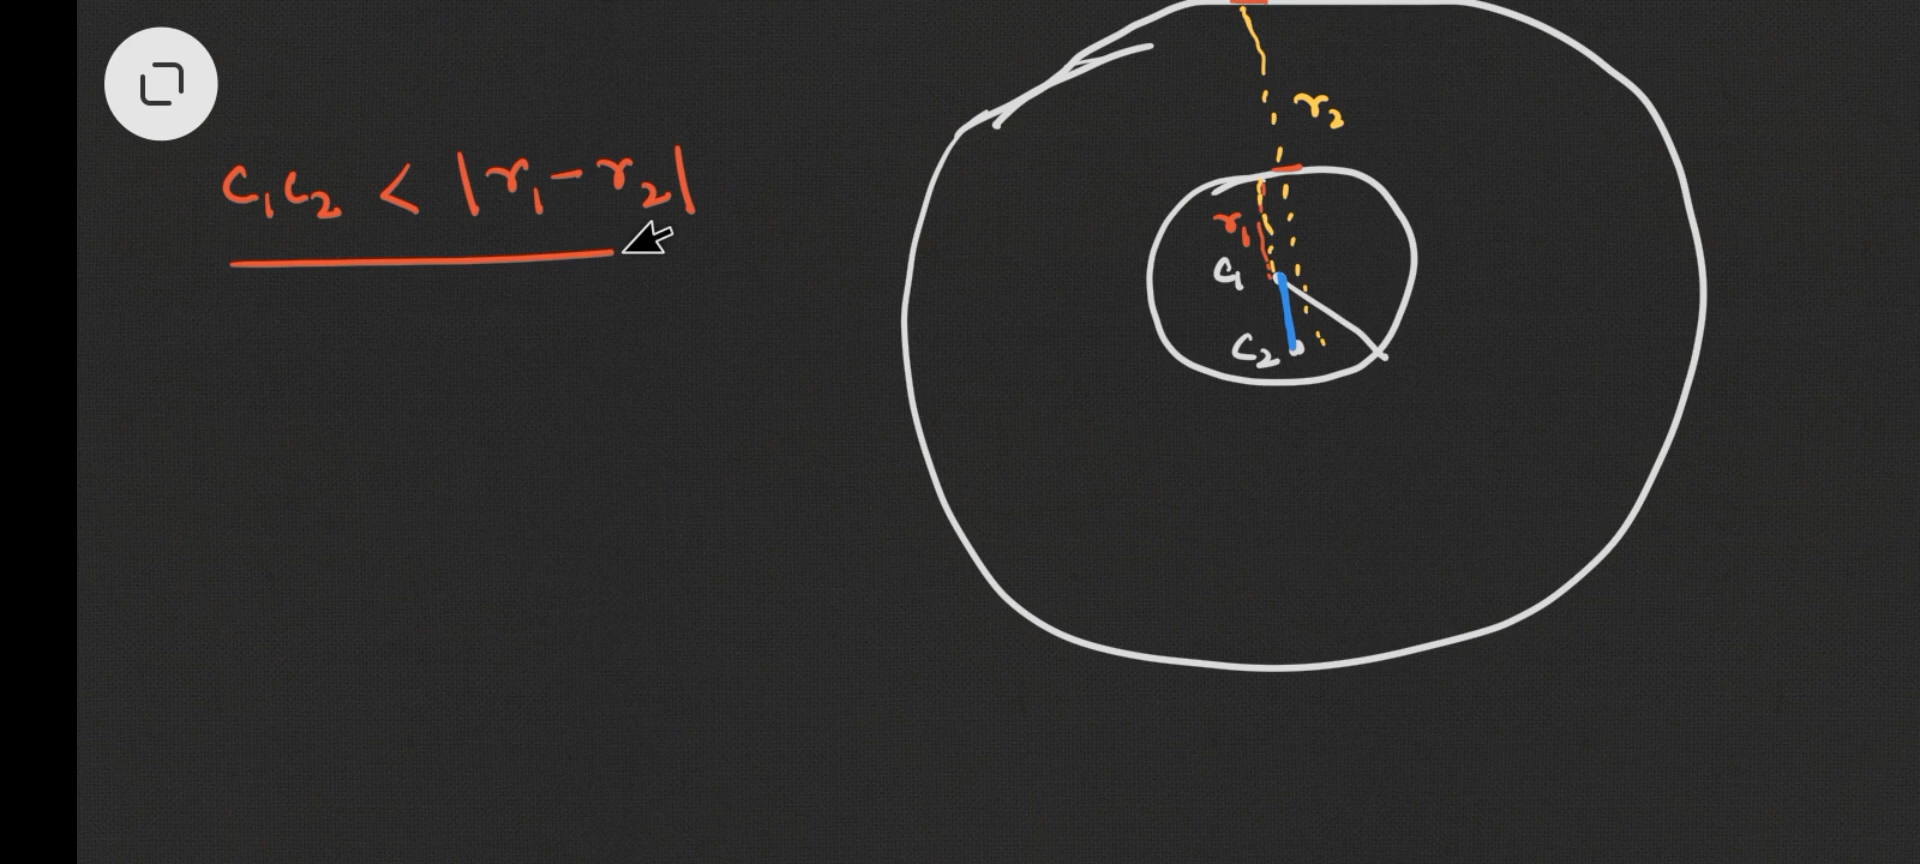 r₂
C₁C₂ < |r₁-r₂|
r₁
C₁
C₂